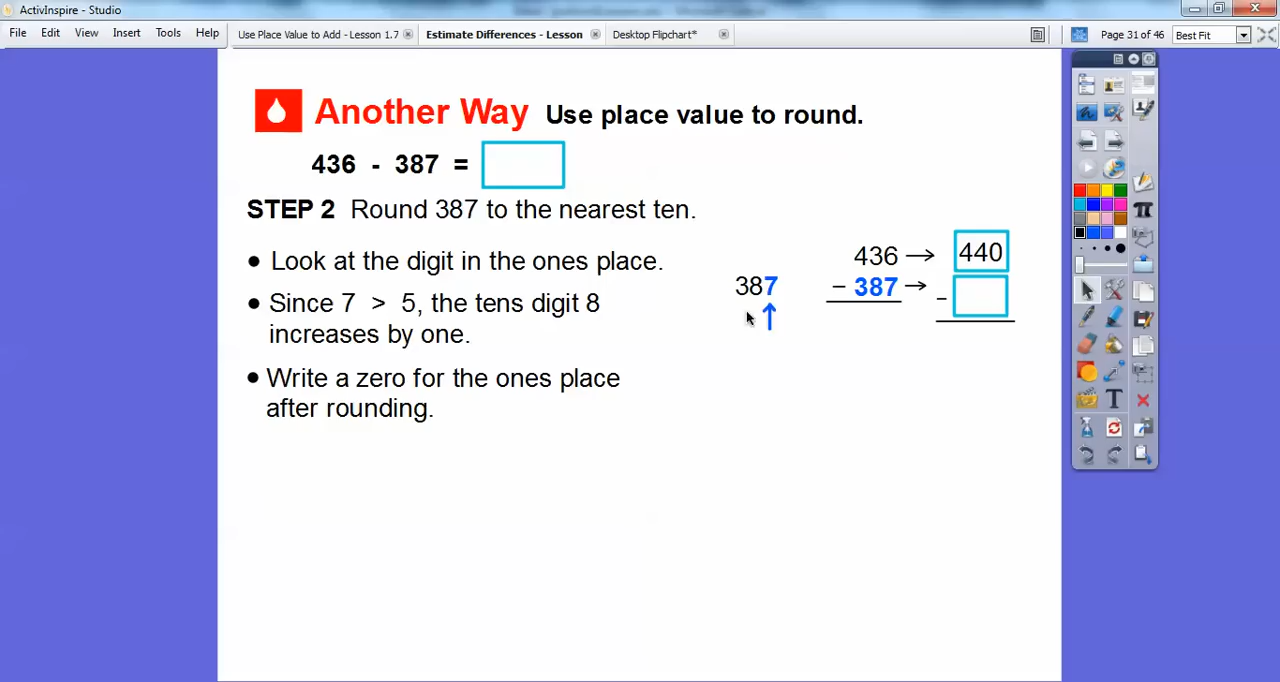 ActivInspire - Studio
File Edit View Insert Tools Help
Use Place Value to Add - Lesson 1.7
Estimate Differences - Lesson
Desktop Flipchart*
Page 31 of 46
Best Fit
Another Way Use place value to round.
436 - 387 =
STEP 2 Round 387 to the nearest ten.
• Look at the digit in the ones place.
• Since 7 > 5, the tens digit 8
increases by one.
• Write a zero for the ones place
after rounding.
387
↑
436 → 440
- 387 → -